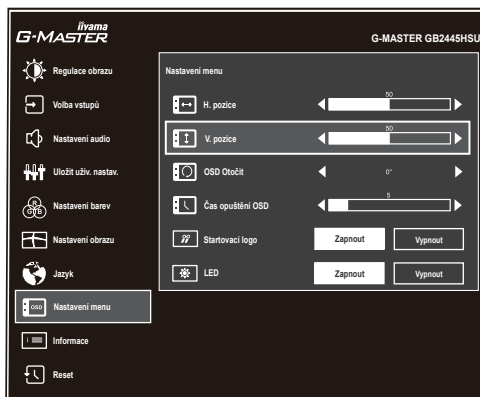 iiyama
G-MASTER
G-MASTER GB2445HSU
Regulace obrazu
Volba vstupů
Nastavení audio
Uložit uživ. nastav.
R
G B
Nastavení barev
Nastavení obrazu
Jazyk
OSD
Nastavení menu
i
Informace
Reset
Nastavení menu
H. pozice
50
V. pozice
50
OSD Otočit
0°
Čas opuštění OSD
5
Startovací logo
Zapnout
Vypnout
LED
Zapnout
Vypnout